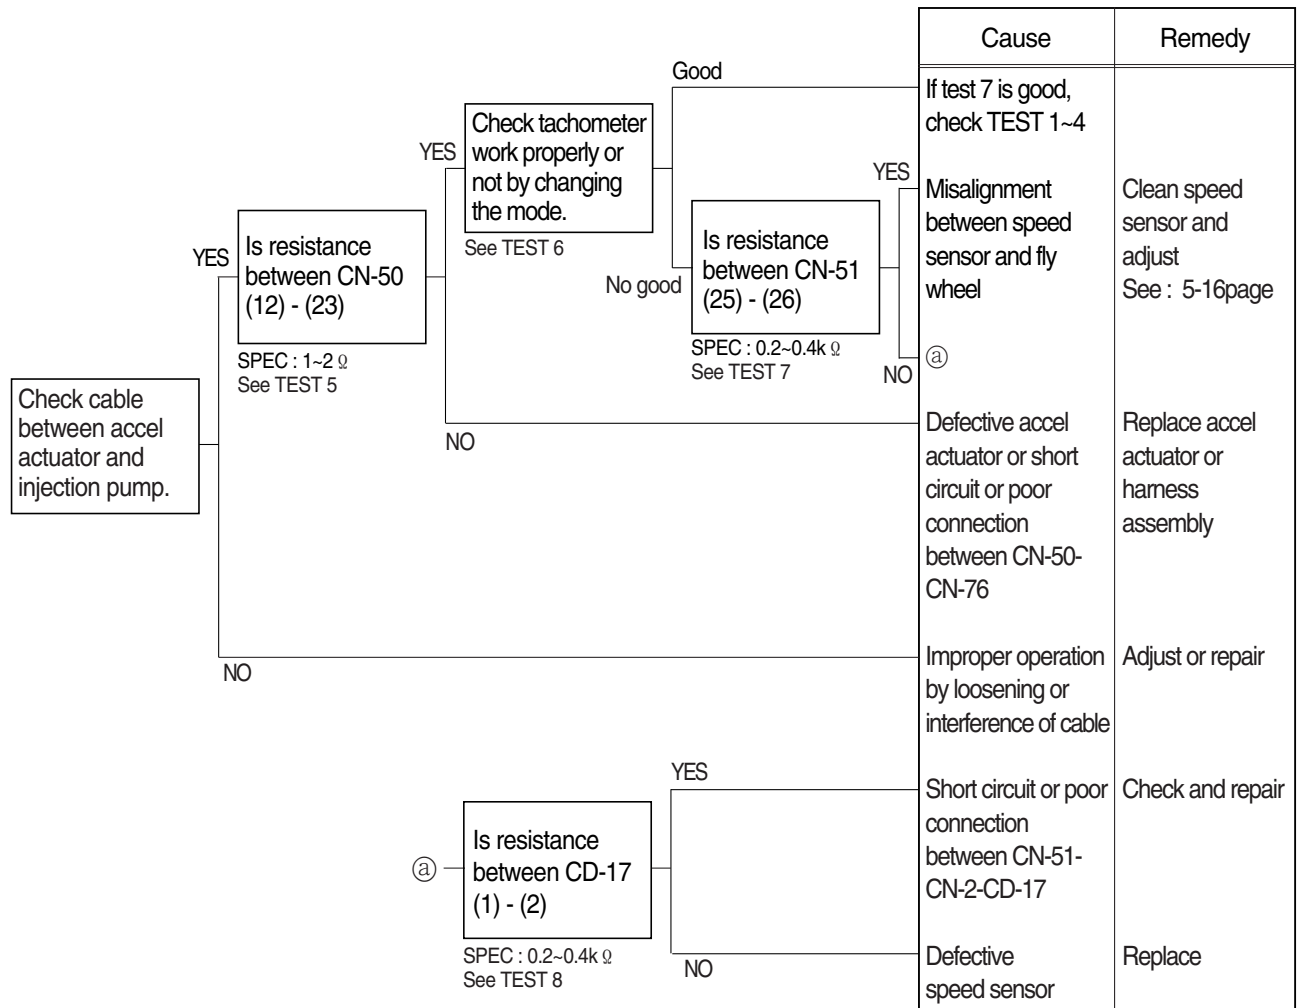 Cause
Remedy
Good
If test 7 is good,
check TEST 1~4
Check tachometer
work properly or
not by changing
the mode.
YES
See TEST 6
YES
Misalignment
between speed
sensor and fly
wheel
Clean speed
sensor and
adjust
See : 5-16page
Is resistance
between CN-50
(12) - (23)
YES
SPEC : 1~2 Ω
See TEST 5
No good
Is resistance
between CN-51
(25) - (26)
SPEC : 0.2~0.4k Ω
See TEST 7
NO
ⓐ
Check cable
between accel
actuator and
injection pump.
NO
Defective accel
actuator or short
circuit or poor
connection
between CN-50-
CN-76
Replace accel
actuator or
harness
assembly
NO
Improper operation
by loosening or
interference of cable
Adjust or repair
ⓐ
Is resistance
between CD-17
(1) - (2)
SPEC : 0.2~0.4k Ω
See TEST 8
YES
Short circuit or poor
connection
between CN-51-
CN-2-CD-17
Check and repair
NO
Defective
speed sensor
Replace